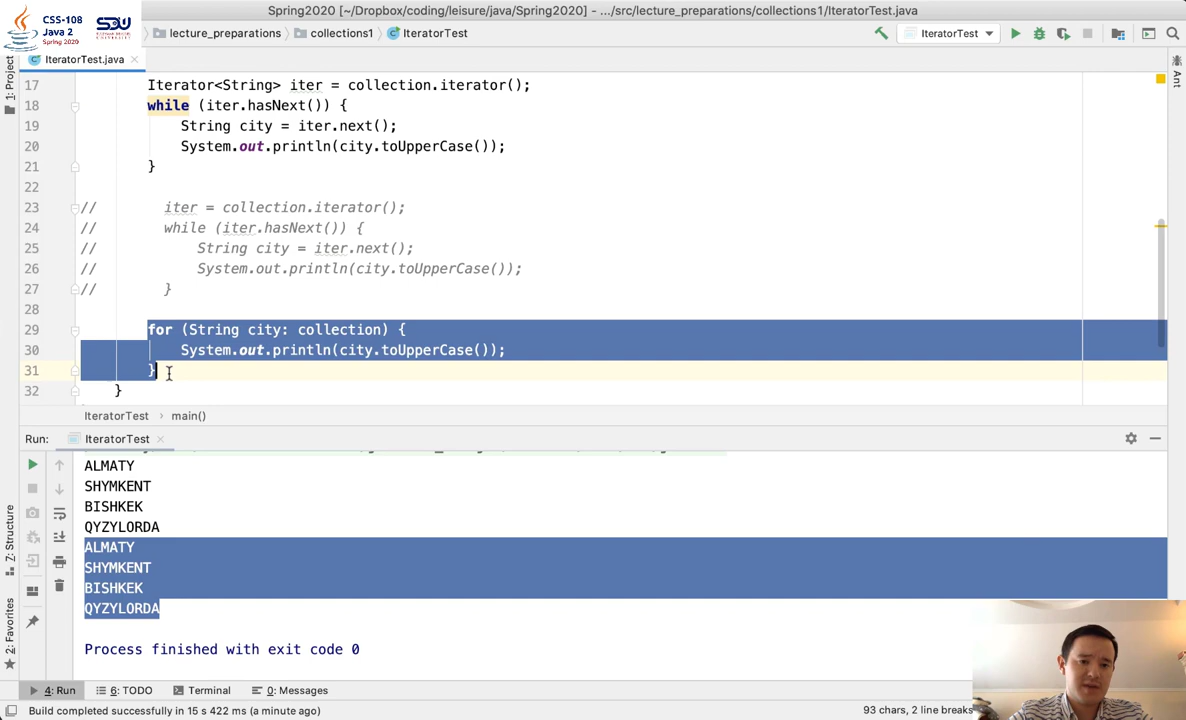 Spring2020 [~/Dropbox/coding/leisure/java/Spring2020] - .../src/lecture_preparations/collections1/IteratorTest.java
CSS-108
Java 2
Spring 2020
SDU
lecture_preparations
collections1
IteratorTest
IteratorTest
IteratorTest.java
1: Project
Ant
17 Iterator<String> iter = collection.iterator();
18 while (iter.hasNext()) {
19 String city = iter.next();
20 System.out.println(city.toUpperCase());
21 }
22
23 // iter = collection.iterator();
24 // while (iter.hasNext()) {
25 // String city = iter.next();
26 // System.out.println(city.toUpperCase());
27 // }
28
29 for (String city: collection) {
30 System.out.println(city.toUpperCase());
31 }
32 }
IteratorTest › main()
Run: IteratorTest
ALMATY
SHYMKENT
BISHKEK
QYZYLORDA
ALMATY
SHYMKENT
BISHKEK
QYZYLORDA
Process finished with exit code 0
7: Structure
2: Favorites
4: Run
6: TODO
Terminal
0: Messages
Build completed successfully in 15 s 422 ms (a minute ago)
93 chars, 2 line breaks